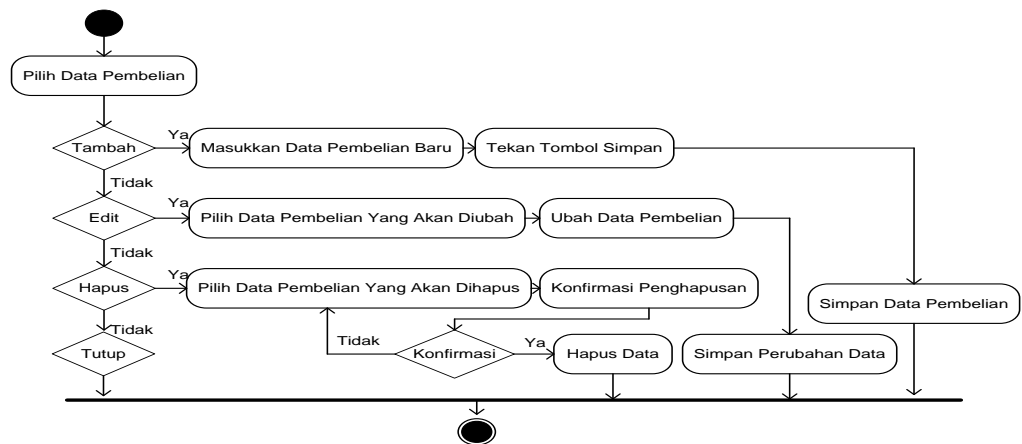 Pilih Data Pembelian
Tambah
Ya
Masukkan Data Pembelian Baru
Tekan Tombol Simpan
Tidak
Edit
Ya
Pilih Data Pembelian Yang Akan Diubah
Ubah Data Pembelian
Tidak
Hapus
Ya
Pilih Data Pembelian Yang Akan Dihapus
Konfirmasi Penghapusan
Simpan Data Pembelian
Tidak
Tutup
Tidak
Konfirmasi
Ya
Hapus Data
Simpan Perubahan Data